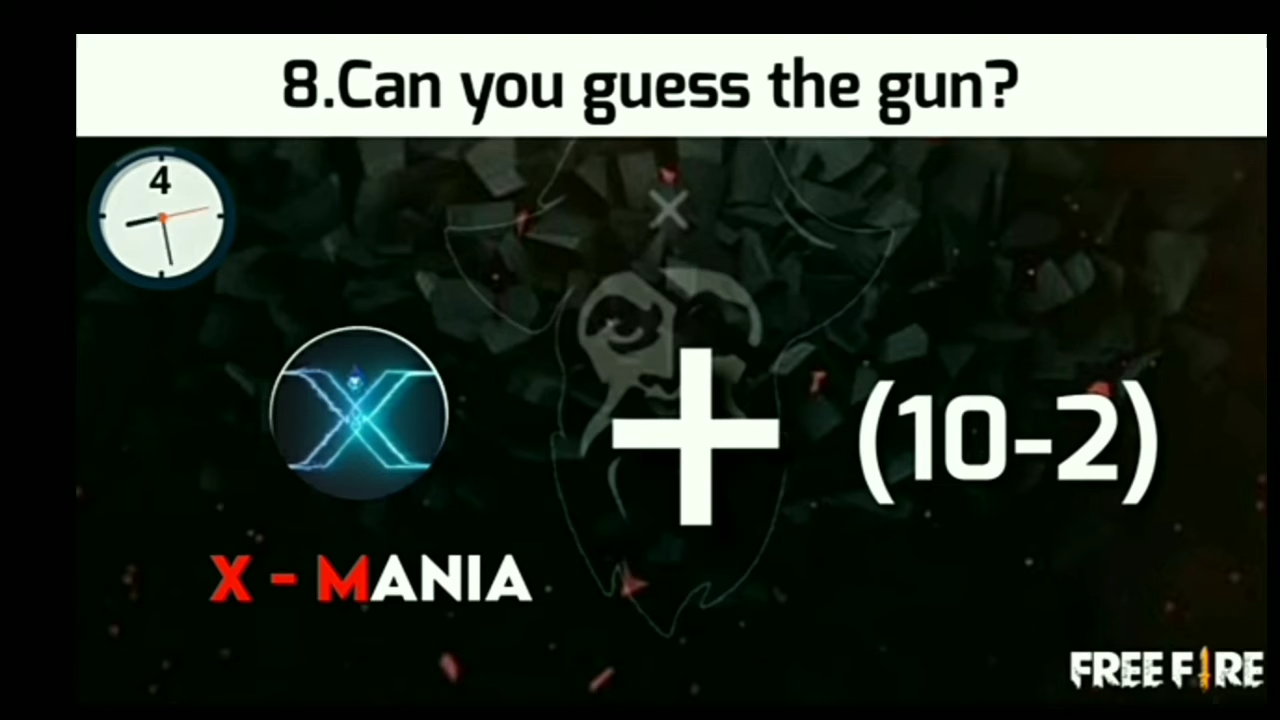 8.Can you guess the gun?
4
X
+
(10-2)
X - MANIA
FREE FIRE